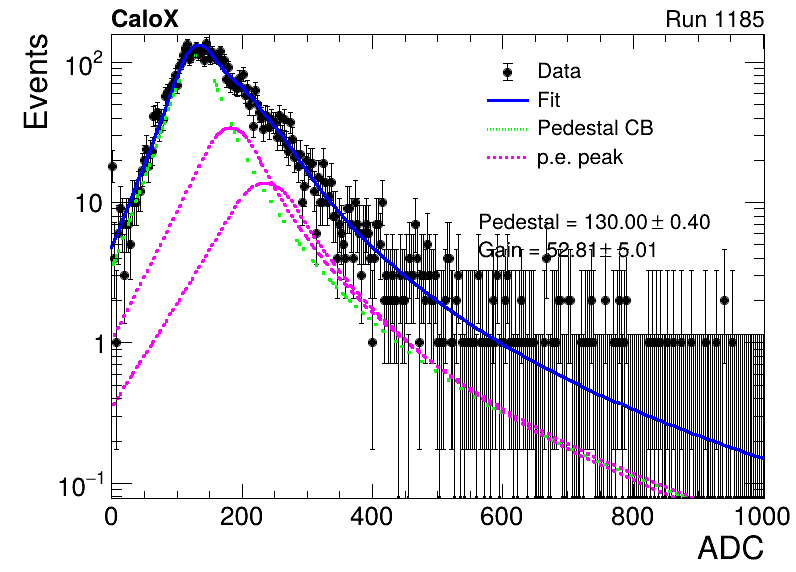 CaloX Run 1185
Events
Data
Fit
Pedestal CB
p.e. peak
Pedestal = 130.00 ± 0.40
Gain = 52.81 ± 5.01
10²
10
1
10⁻¹
0 200 400 600 800 1000
ADC